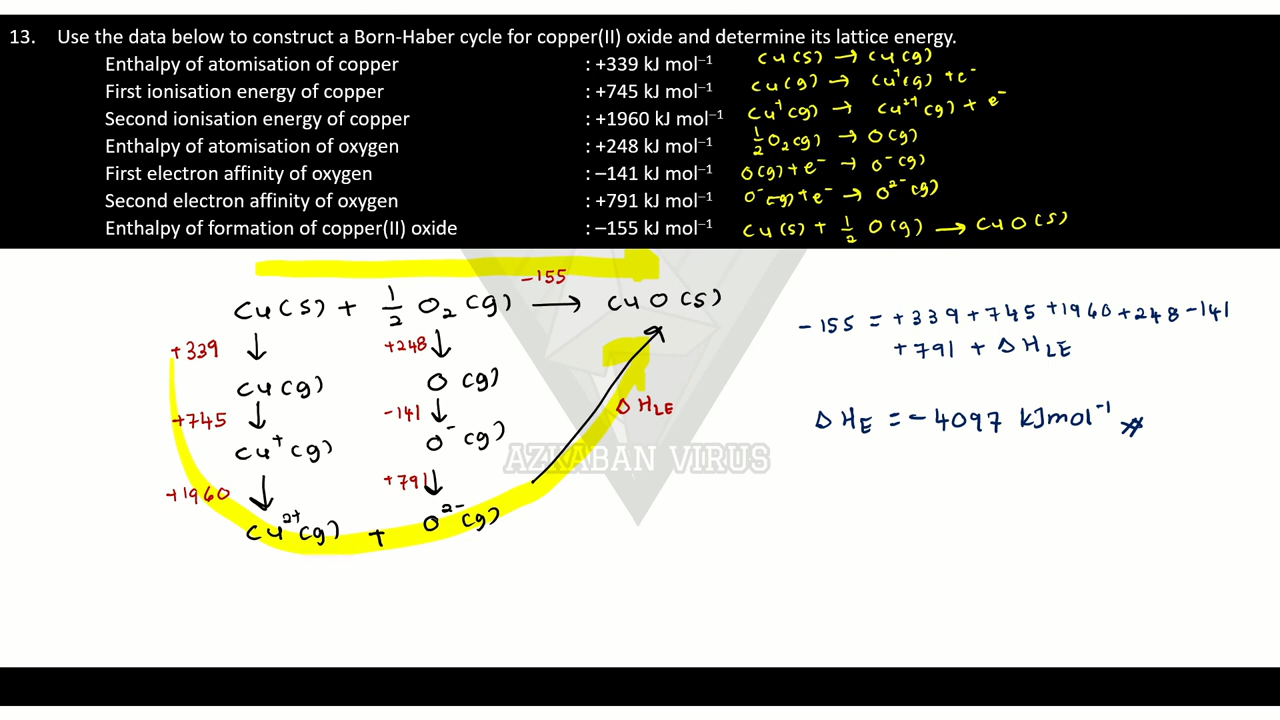 13. Use the data below to construct a Born-Haber cycle for copper(II) oxide and determine its lattice energy.
Enthalpy of atomisation of copper : +339 kJ mol⁻¹ Cu(s) → Cu(g)
First ionisation energy of copper : +745 kJ mol⁻¹ Cu(g) → Cu⁺(g) + e⁻
Second ionisation energy of copper : +1960 kJ mol⁻¹ Cu⁺(g) → Cu²⁺(g) + e⁻
Enthalpy of atomisation of oxygen : +248 kJ mol⁻¹ ½O₂(g) → O(g)
First electron affinity of oxygen : –141 kJ mol⁻¹ O(g) + e⁻ → O⁻(g)
Second electron affinity of oxygen : +791 kJ mol⁻¹ O⁻(g) + e⁻ → O²⁻(g)
Enthalpy of formation of copper(II) oxide : –155 kJ mol⁻¹ Cu(s) + ½ O(g) → CuO(s)
-155
Cu(s) + ½ O₂(g) → CuO(s)
+339 ↓ +248 ↓
Cu(g) O(g)
+745 ↓ -141 ↓ ΔH_LE
Cu⁺(g) O⁻(g)
+1960 ↓ +791 ↓
Cu²⁺(g) + O²⁻(g)
-155 = +339 +745 +1960 +248 -141
+791 + ΔH_LE
ΔH_E = -4097 kJmol⁻¹
AZKABAN VIRUS